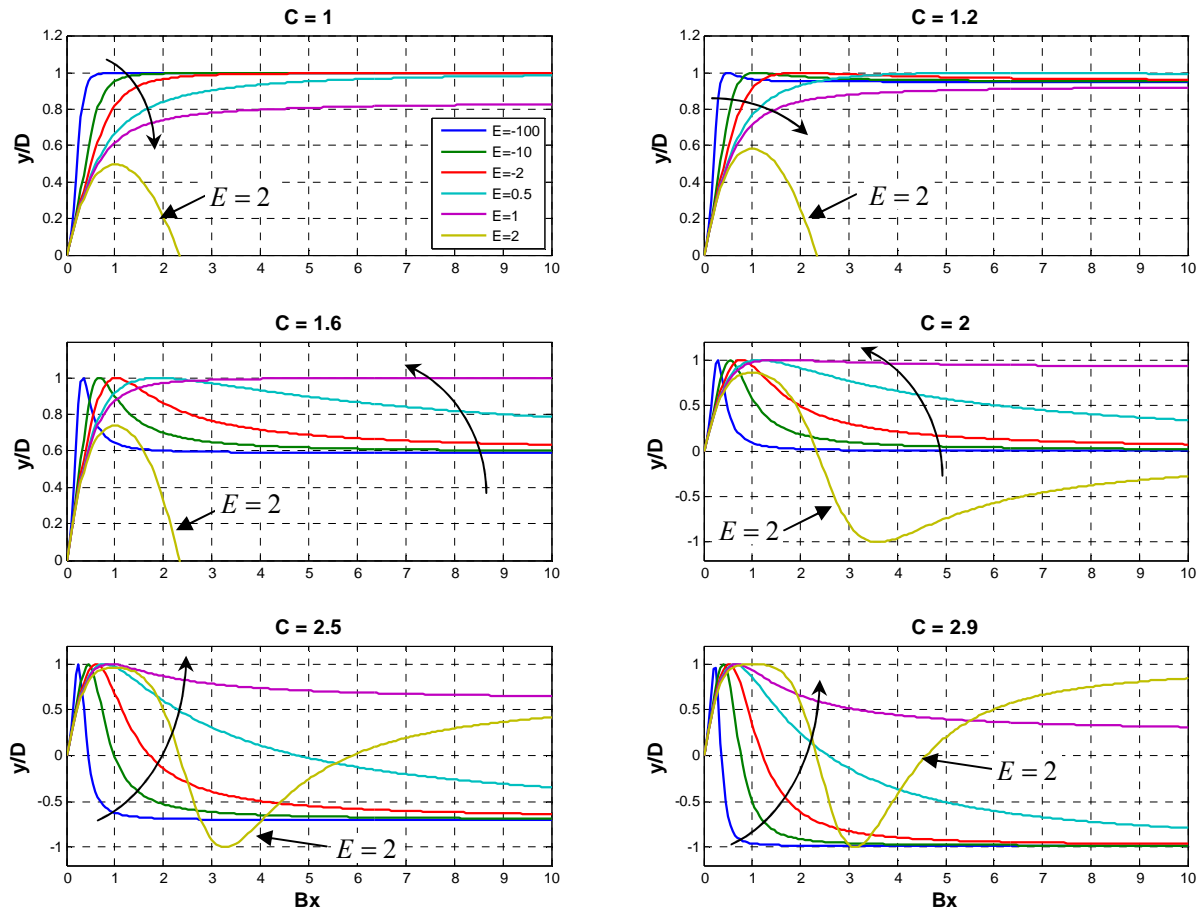 C = 1
1.2
1
0.8
0.6
0.4
0.2
0
y/D
E=-100
E=-10
E=-2
E=0.5
E=1
E=2
E = 2
0 1 2 3 4 5 6 7 8 9 10
C = 1.2
1.2
1
0.8
0.6
0.4
0.2
0
y/D
E = 2
0 1 2 3 4 5 6 7 8 9 10
C = 1.6
1
0.8
0.6
0.4
0.2
0
y/D
E = 2
0 1 2 3 4 5 6 7 8 9 10
C = 2
1
0.5
0
-0.5
-1
y/D
E = 2
0 1 2 3 4 5 6 7 8 9 10
C = 2.5
1
0.5
0
-0.5
-1
y/D
E = 2
0 1 2 3 4 5 6 7 8 9 10
Bx
C = 2.9
1
0.5
0
-0.5
-1
y/D
E = 2
0 1 2 3 4 5 6 7 8 9 10
Bx